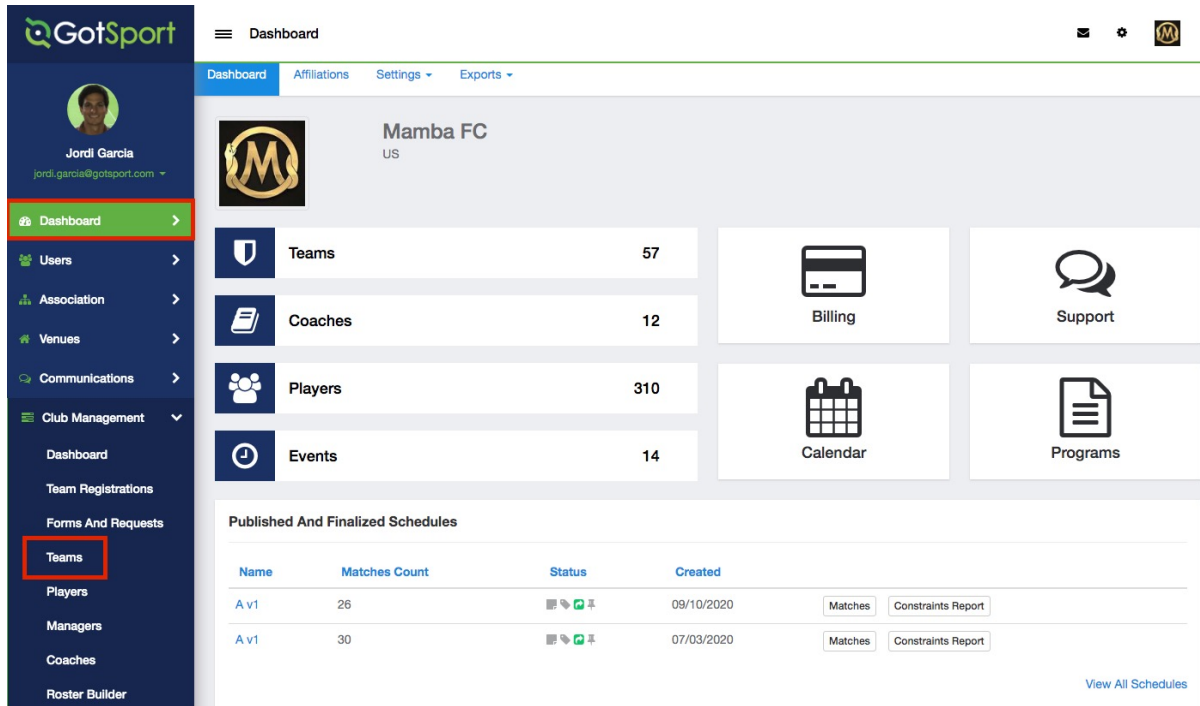 GotSport
Dashboard
Jordi Garcia
jordi.garcia@gotsport.com
Dashboard
Users
Association
Venues
Communications
Club Management
Dashboard
Team Registrations
Forms And Requests
Teams
Players
Managers
Coaches
Roster Builder
Dashboard Affiliations Settings Exports
M
Mamba FC
US
Teams 57
Coaches 12
Players 310
Events 14
Billing
Support
Calendar
Programs
Published And Finalized Schedules
Name Matches Count Status Created
A v1 26 09/10/2020 Matches Constraints Report
A v1 30 07/03/2020 Matches Constraints Report
View All Schedules